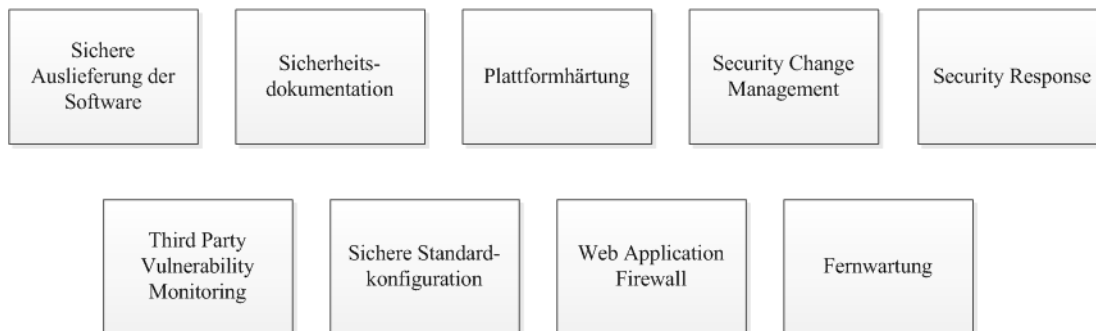 Sichere
Auslieferung der
Software
Sicherheits-
dokumentation
Plattformhärtung
Security Change
Management
Security Response
Third Party
Vulnerability
Monitoring
Sichere Standard-
konfiguration
Web Application
Firewall
Fernwartung